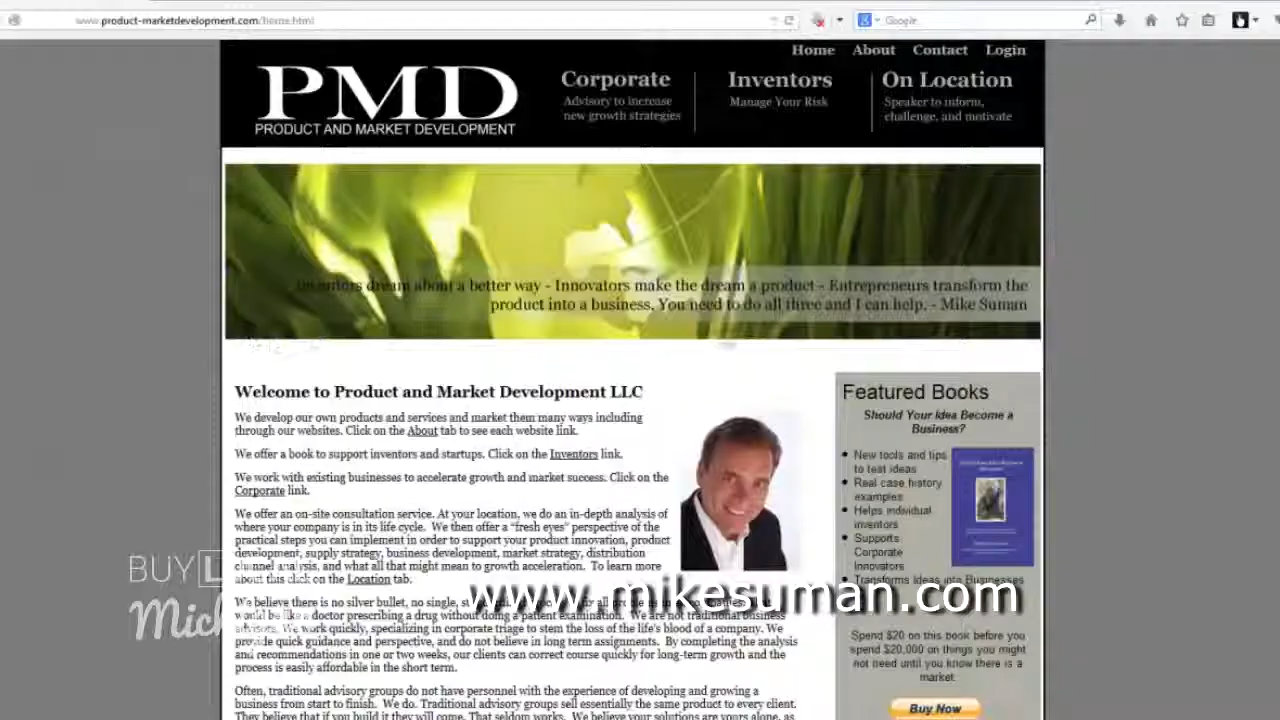 www.product-marketdevelopment.com/home.html
Google
Home About Contact Login
PMD
PRODUCT AND MARKET DEVELOPMENT
Corporate
Advisory to increase
new growth strategies
Inventors
Manage Your Risk
On Location
Speaker to inform,
challenge, and motivate
Inventors dream about a better way - Innovators make the dream a product - Entrepreneurs transform the
product into a business. You need to do all three and I can help. - Mike Suman
Welcome to Product and Market Development LLC
We develop our own products and services and market them many ways including
through our websites. Click on the About tab to see each website link.
We offer a book to support inventors and startups. Click on the Inventors link.
We work with existing businesses to accelerate growth and market success. Click on the
Corporate link.
We offer an on-site consultation service. At your location, we do an in-depth analysis of
where your company is in its life cycle. We then offer a "fresh eyes" perspective of the
practical steps you can implement in order to support your product innovation, product
development, supply strategy, business development, market strategy, distribution
channel analysis, and what all that might mean to growth acceleration. To learn more
about this click on the Location tab.
We believe there is no silver bullet, no single,
would be like a doctor prescribing a drug without doing a patient examination. We are not traditional business
advisors. We work quickly, specializing in corporate triage to stem the loss of the life's blood of a company. We
provide quick guidance and perspective, and do not believe in long term assignments. By completing the analysis
and recommendations in one or two weeks, our clients can correct course quickly for long-term growth and the
process is easily affordable in the short term.
Often, traditional advisory groups do not have personnel with the experience of developing and growing a
business from start to finish. We do. Traditional advisory groups sell essentially the same product to every client.
They believe that if you build it they will come. That seldom works. We believe your solutions are yours alone, as
Featured Books
Should Your Idea Become a
Business?
New tools and tips
to test ideas
Real case history
examples
Helps individual
inventors
Supports
Corporate
Innovators
Transforms Ideas into Businesses
Spend $20 on this book before you
spend $20,000 on things you might
not need until you know there is a
market.
Buy Now
BUY
www.mikesuman.com